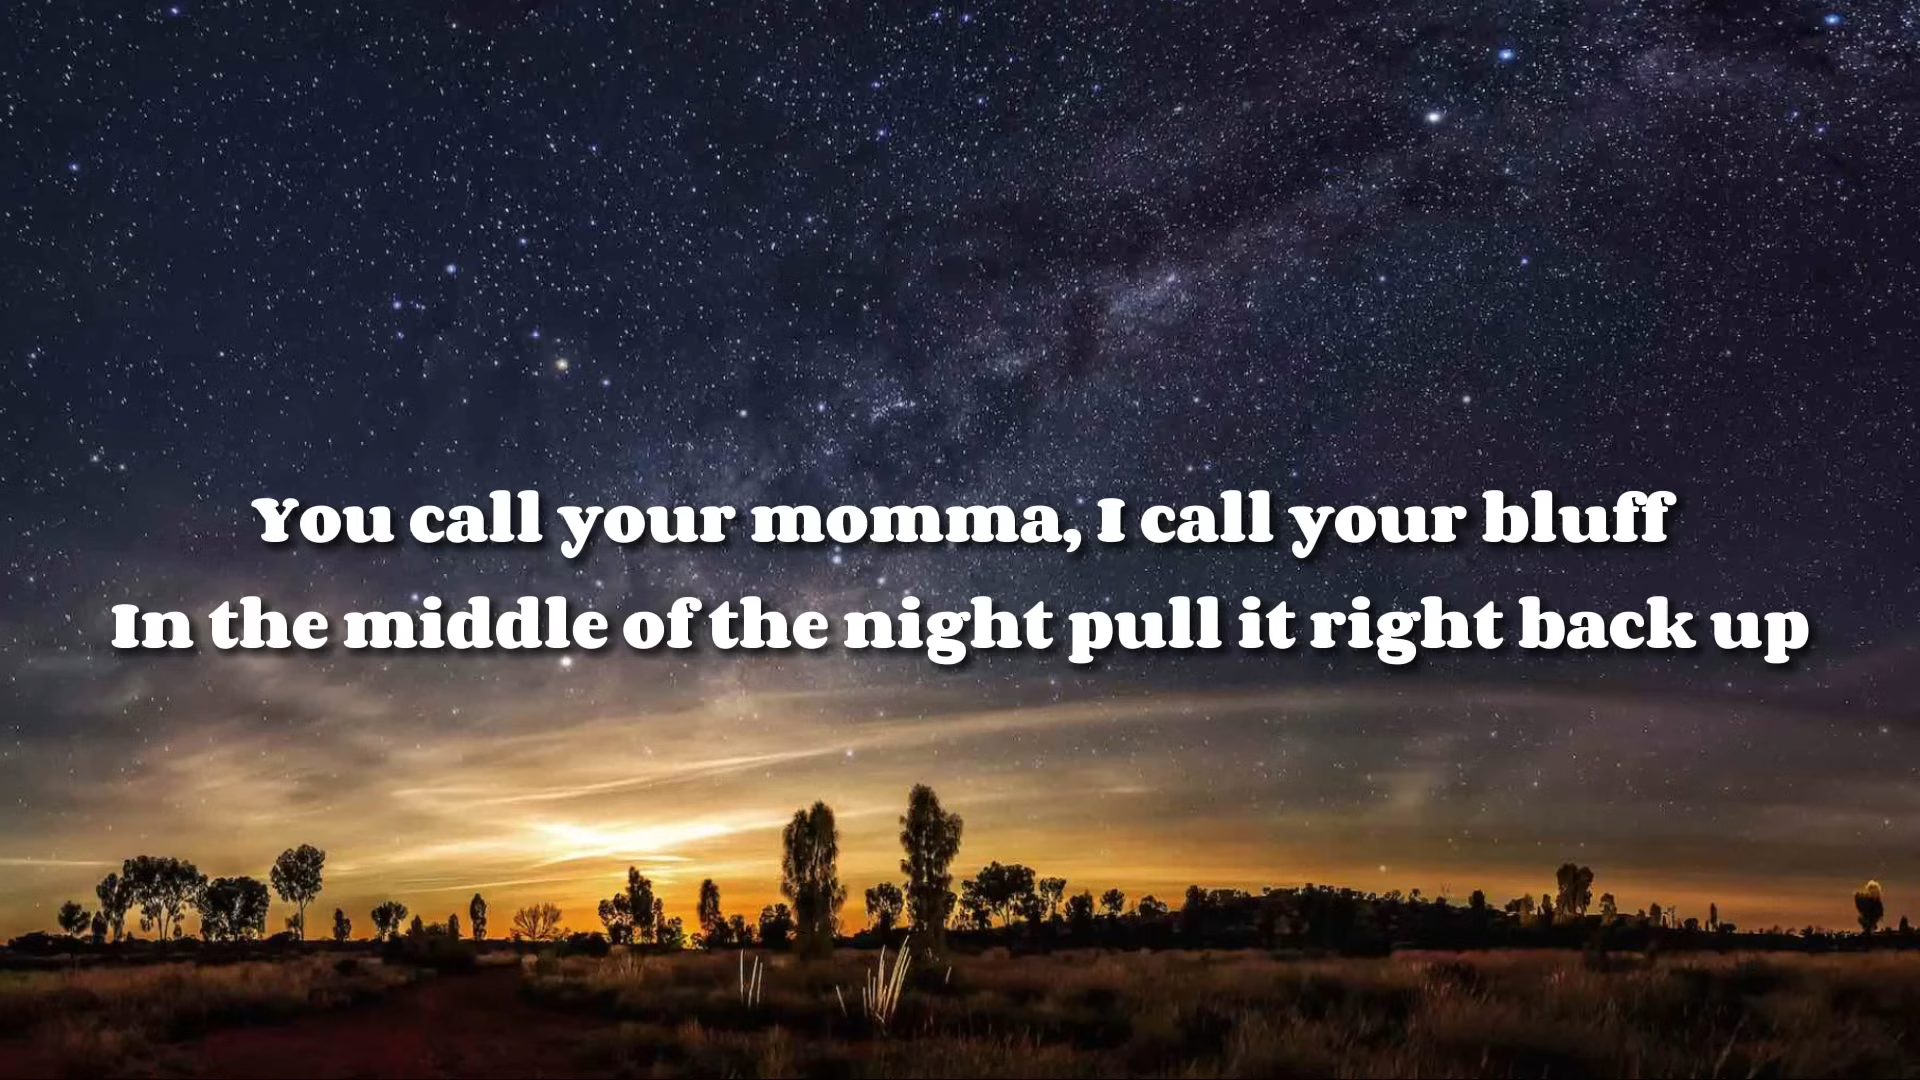 You call your momma, I call your bluff
In the middle of the night pull it right back up